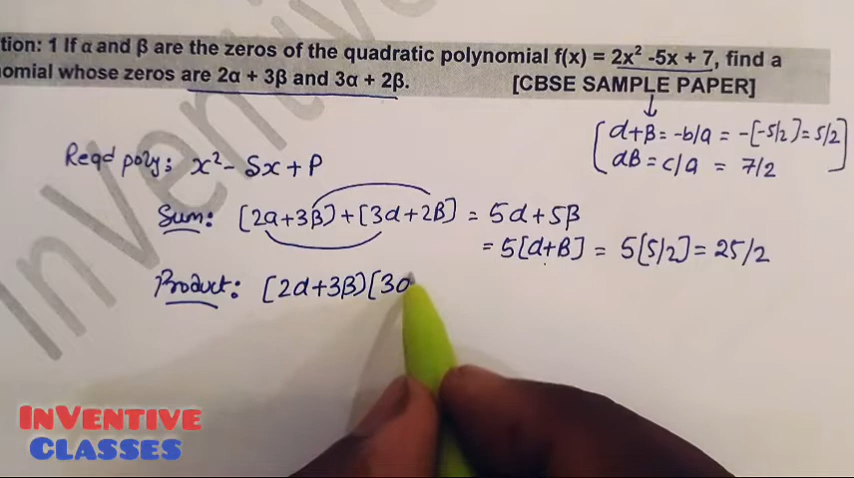 tion: 1 If α and β are the zeros of the quadratic polynomial f(x) = 2x² -5x + 7, find a
nomial whose zeros are 2α + 3β and 3α + 2β. [CBSE SAMPLE PAPER]
α+β = -b/a = -[-5/2] = 5/2
αβ = c/a = 7/2
Reqd poly: x² - Sx + P
Sum: [2α+3β]+[3α+2β] = 5α+5β
= 5[α+β] = 5[5/2] = 25/2
Product: [2α+3β)[3α
INVENTIVE
CLASSES